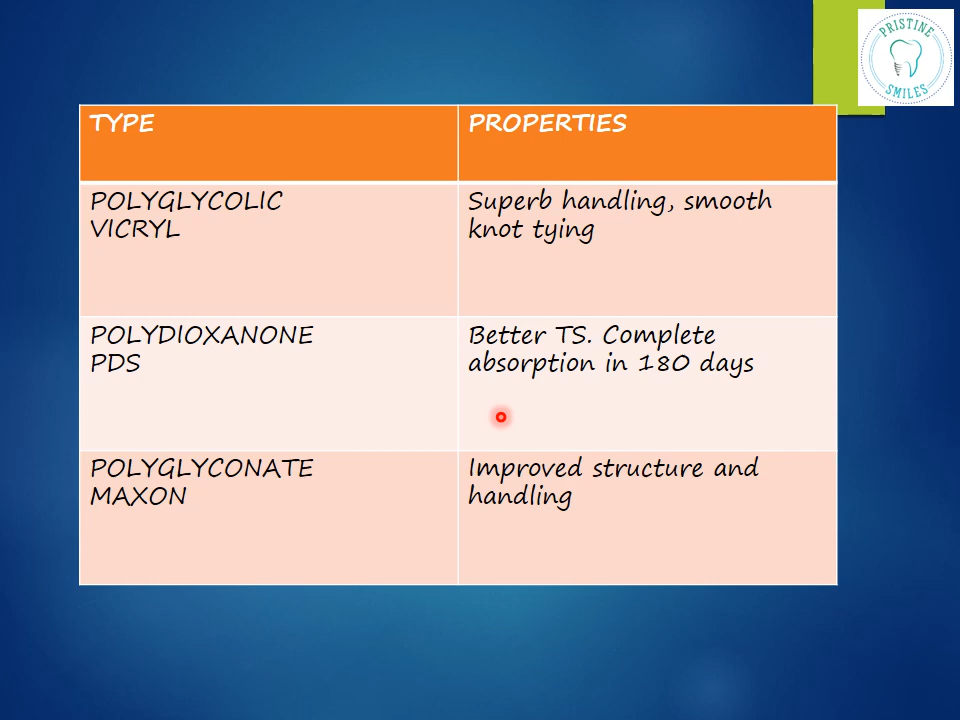 PRISTINE
SMILES
TYPE
PROPERTIES
POLYGLYCOLIC
VICRYL
Superb handling, smooth
knot tying
POLYDIOXANONE
PDS
Better TS. Complete
absorption in 180 days
POLYGLYCONATE
MAXON
Improved structure and
handling